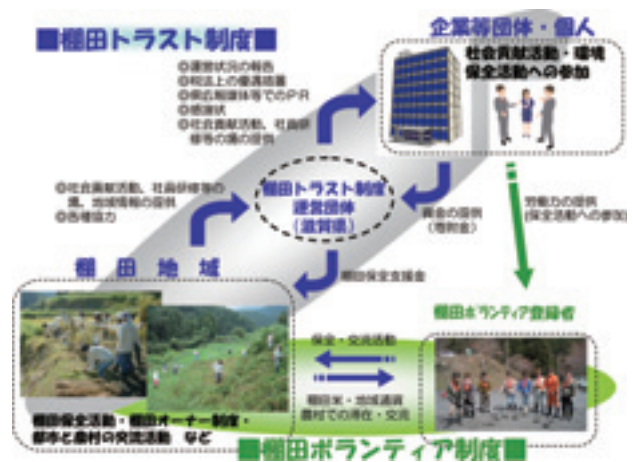 ■棚田トラスト制度■
企業等団体・個人
社会貢献活動・環境
保全活動への参加
◎運営状況の報告
◎税法上の優遇措置
◎県広報媒体等でのPR
◎感謝状
◎社会貢献活動、社員研
修等の場の提供
◎社会貢献活動、社員研修等の
場、地域情報の提供
◎各種協力
棚田トラスト制度
運営団体
(滋賀県)
資金の提供
(寄附金)
労働力の提供
(保全活動への参加)
棚田地域
棚田保全支援金
棚田ボランティア登録者
保全・交流活動
棚田米・地域通貨
農村での滞在・交流
棚田保全活動・棚田オーナー制度・
都市と農村の交流活動 など
■棚田ボランティア制度■